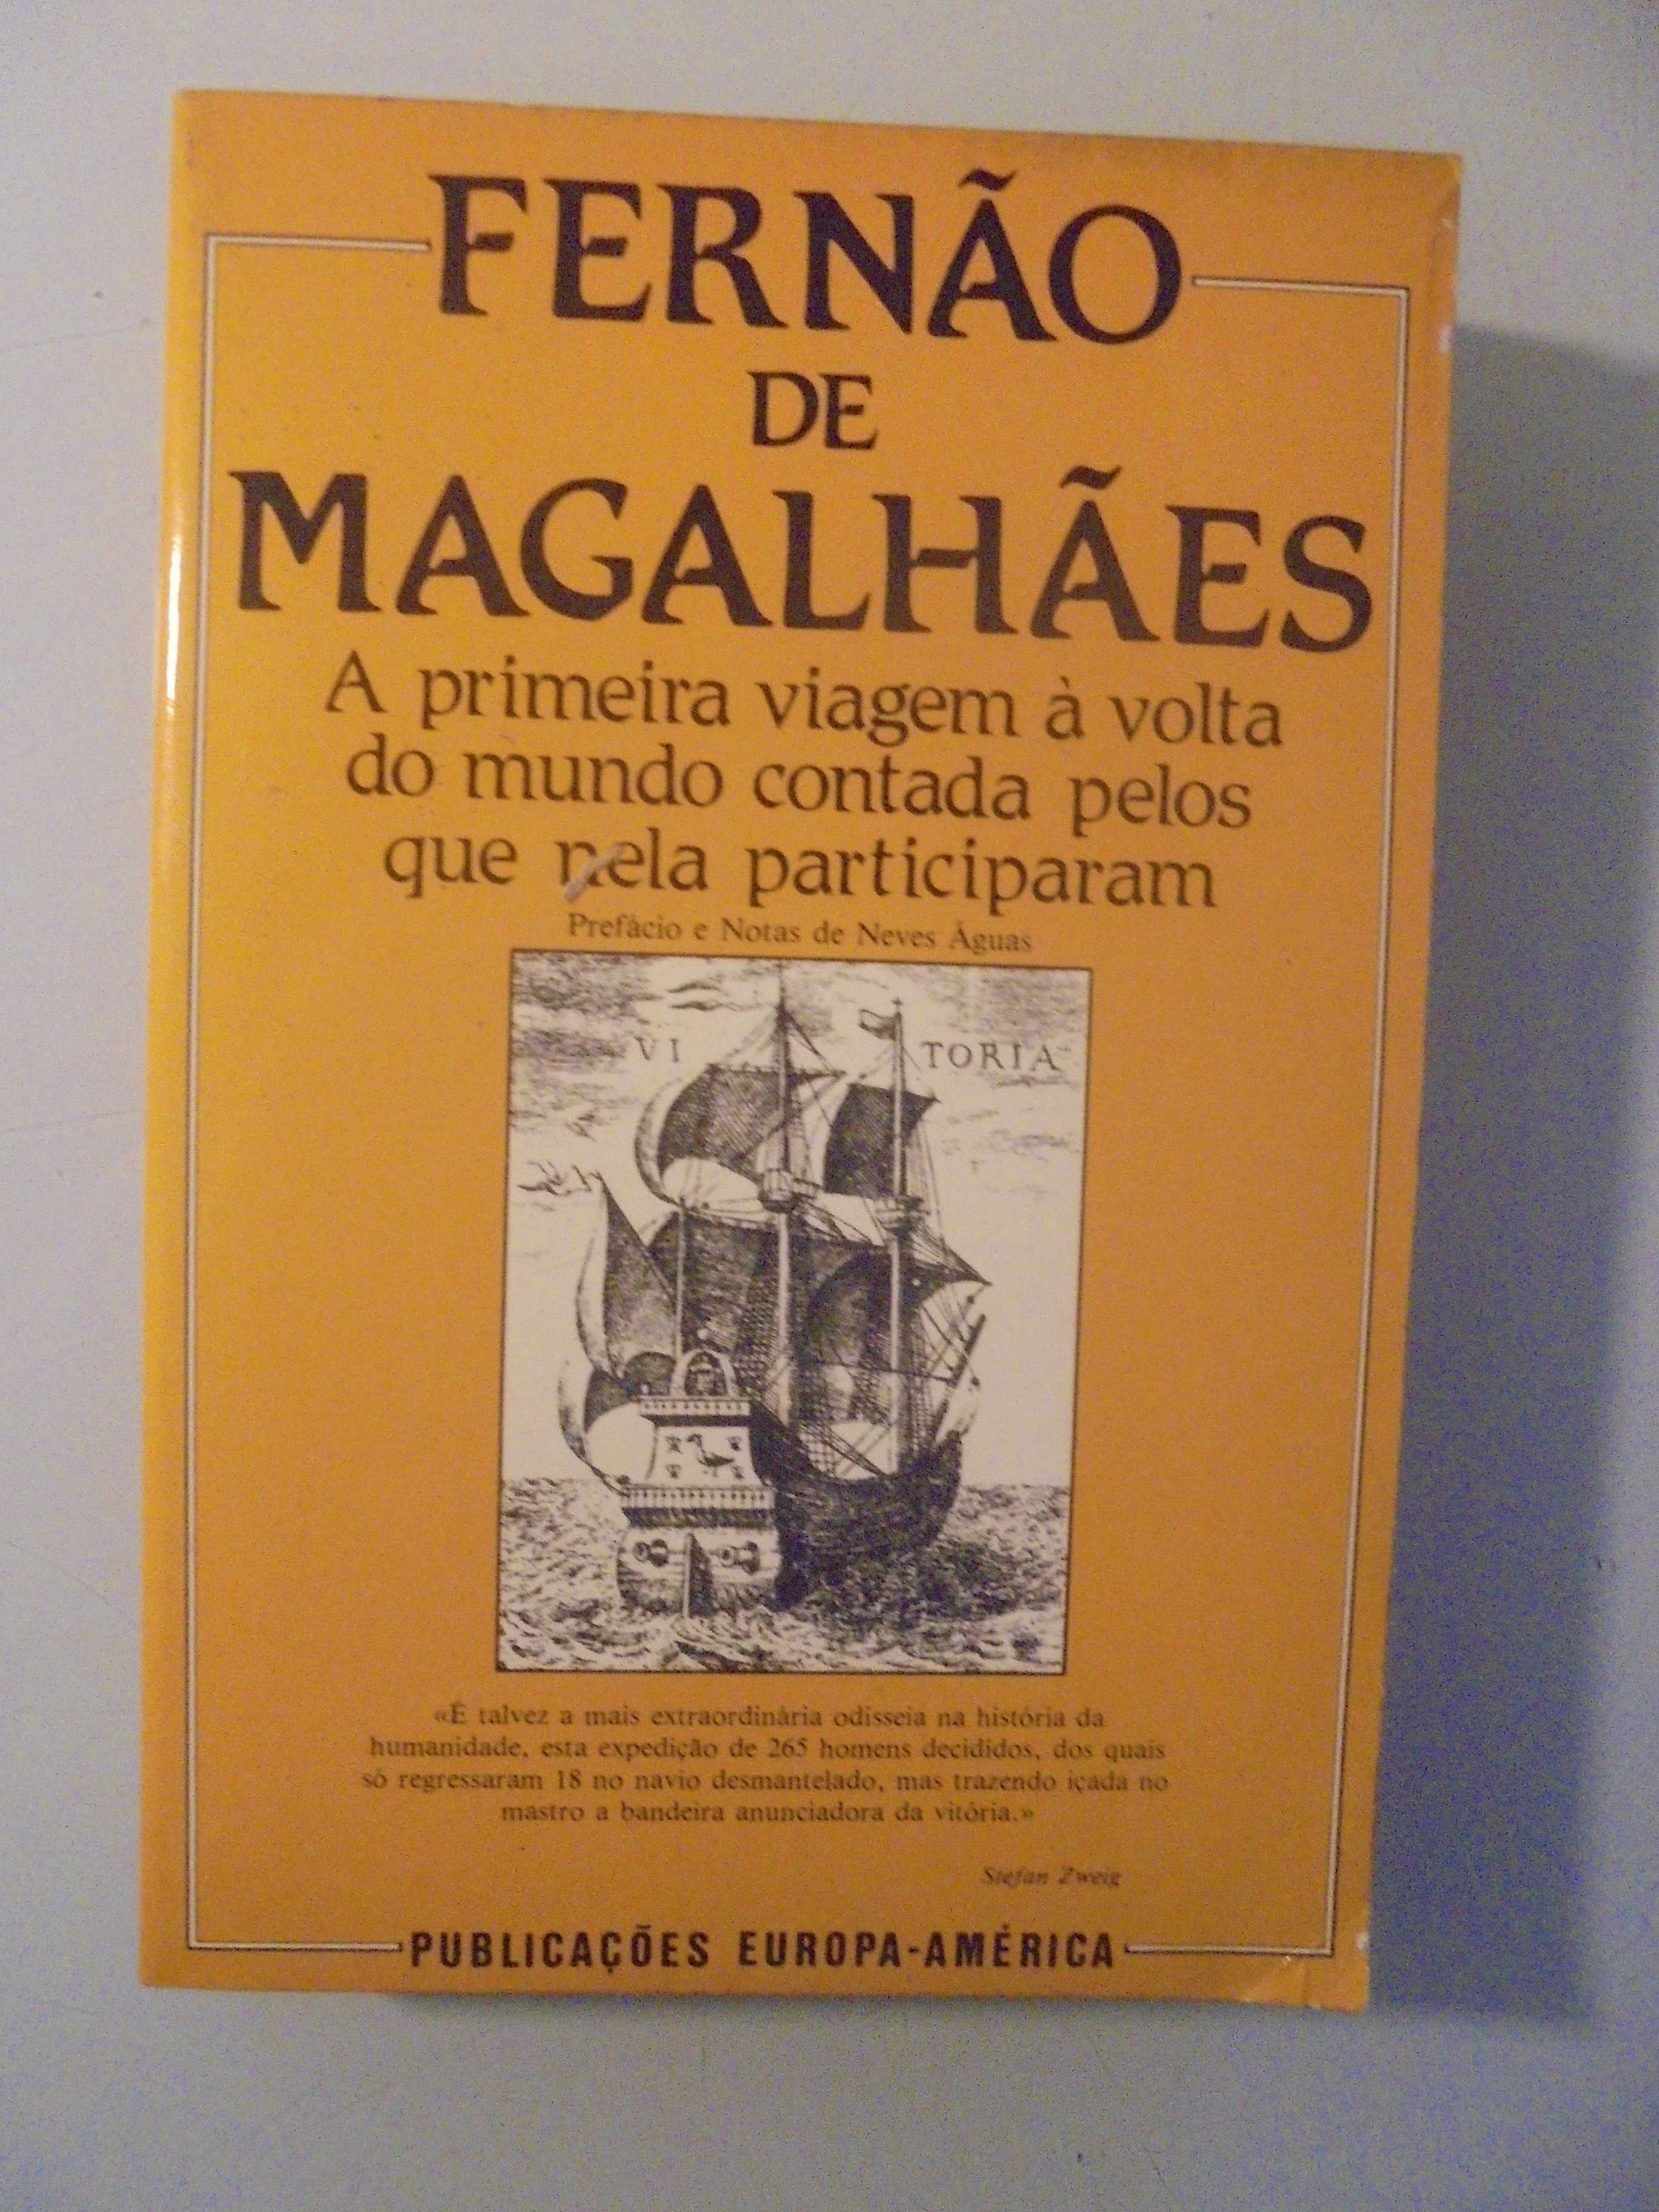 FERNÃO
DE
MAGALHÃES
A primeira viagem à volta
do mundo contada pelos
que nela participaram
Prefácio e Notas de Neves Águas
VI TORIA
«É talvez a mais extraordinária odisseia na história da
humanidade, esta expedição de 265 homens decididos, dos quais
só regressaram 18 no navio desmantelado, mas trazendo içada no
mastro a bandeira anunciadora da vitória.»
Stefan Zweig
PUBLICAÇÕES EUROPA-AMÉRICA